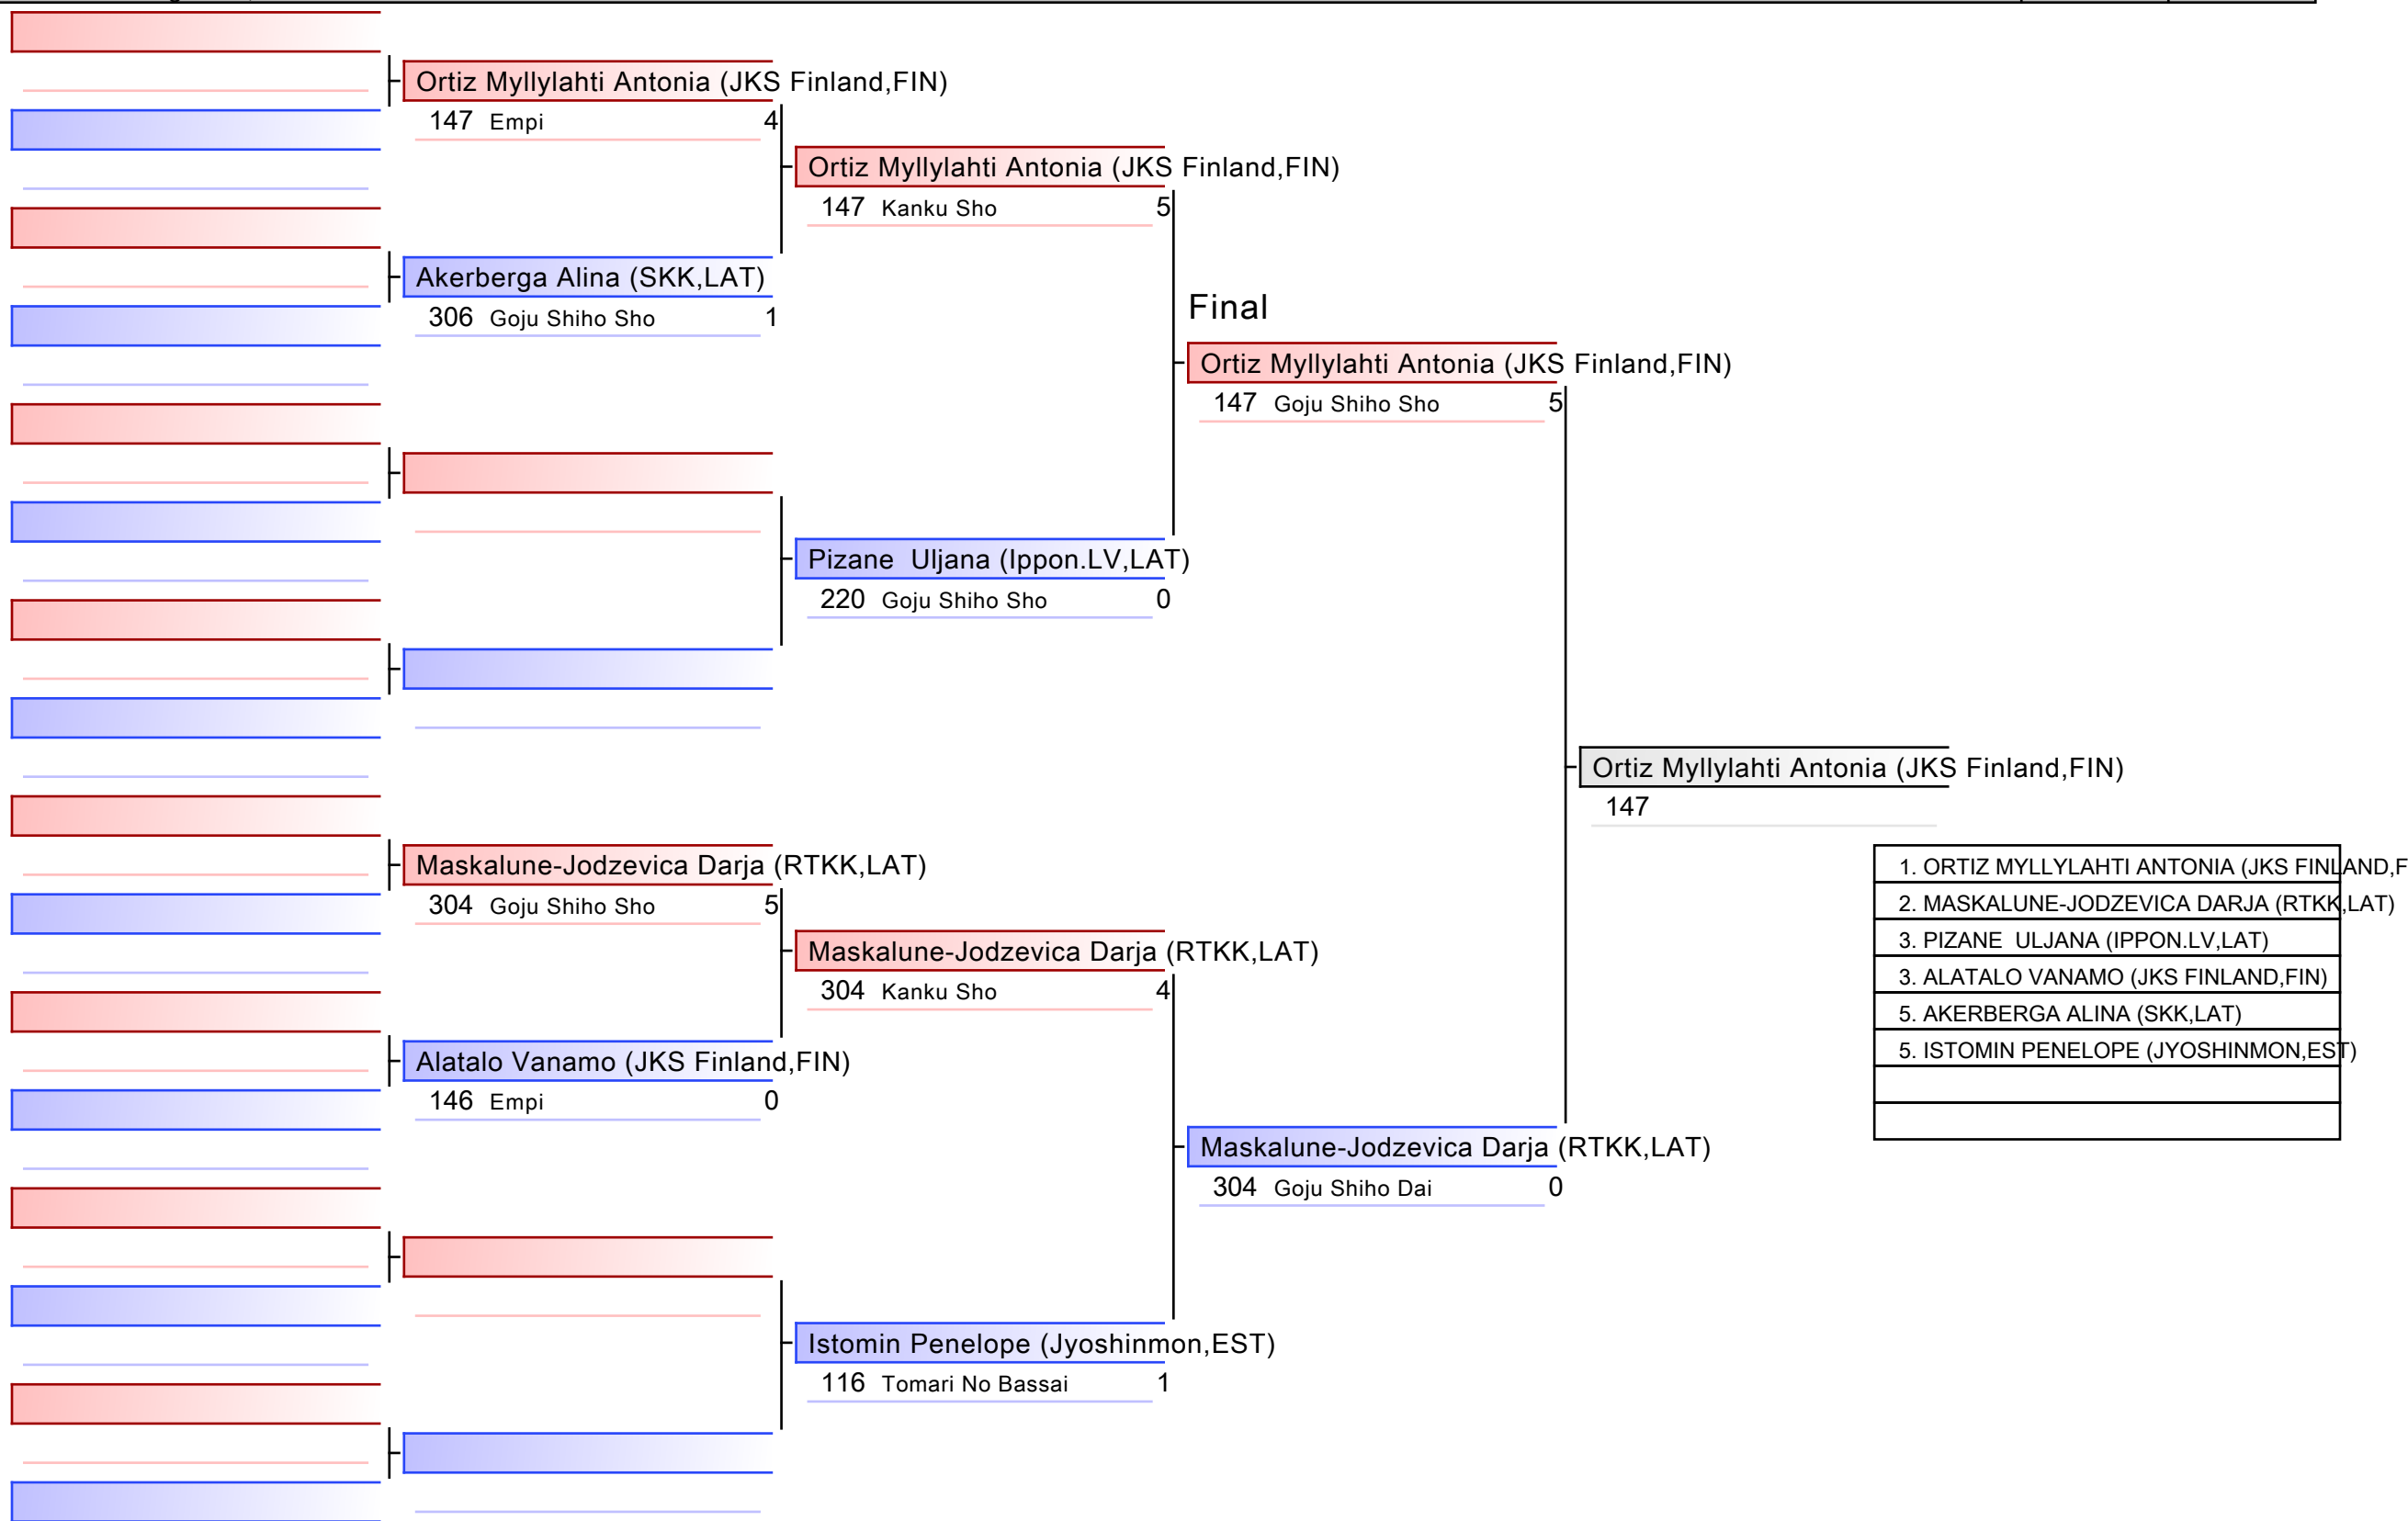 Ortiz Myllylahti Antonia (JKS Finland,FIN)
147 Empi 4
Ortiz Myllylahti Antonia (JKS Finland,FIN)
147 Kanku Sho 5
Akerberga Alina (SKK,LAT)
306 Goju Shiho Sho 1
Final
Ortiz Myllylahti Antonia (JKS Finland,FIN)
147 Goju Shiho Sho 5
Pizane  Uljana (Ippon.LV,LAT)
220 Goju Shiho Sho 0
Ortiz Myllylahti Antonia (JKS Finland,FIN)
147
Maskalune-Jodzevica Darja (RTKK,LAT)
304 Goju Shiho Sho 5
Maskalune-Jodzevica Darja (RTKK,LAT)
304 Kanku Sho 4
Alatalo Vanamo (JKS Finland,FIN)
146 Empi 0
Maskalune-Jodzevica Darja (RTKK,LAT)
304 Goju Shiho Dai 0
Istomin Penelope (Jyoshinmon,EST)
116 Tomari No Bassai 1
1. ORTIZ MYLLYLAHTI ANTONIA (JKS FINLAND,F
2. MASKALUNE-JODZEVICA DARJA (RTKK,LAT)
3. PIZANE  ULJANA (IPPON.LV,LAT)
3. ALATALO VANAMO (JKS FINLAND,FIN)
5. AKERBERGA ALINA (SKK,LAT)
5. ISTOMIN PENELOPE (JYOSHINMON,EST)